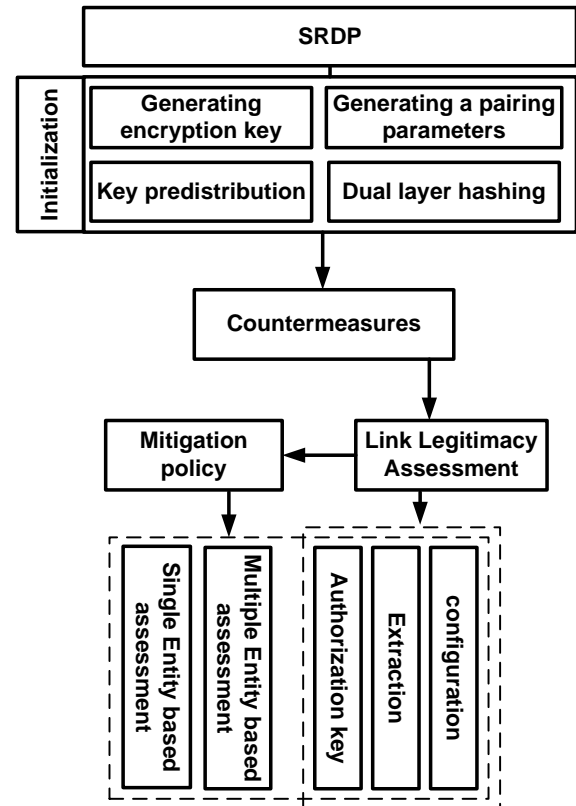 SRDP
Initialization
Generating
encryption key
Generating a pairing
parameters
Key predistribution
Dual layer hashing
Countermeasures
Mitigation
policy
Link Legitimacy
Assessment
Single Entity based
assessment
Multiple Entity based
assessment
Authorization key
Extraction
configuration